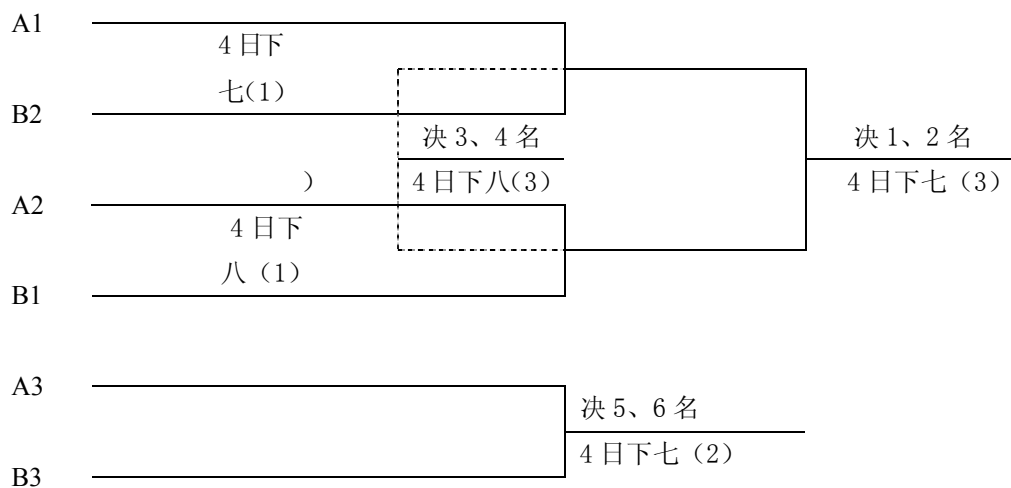 A1
4 日下
七(1)
B2
决 3、4 名
决 1、2 名
）
4 日下八(3)
4 日下七（3）
A2
4 日下
八（1）
B1
A3
决 5、6 名
4 日下七（2）
B3